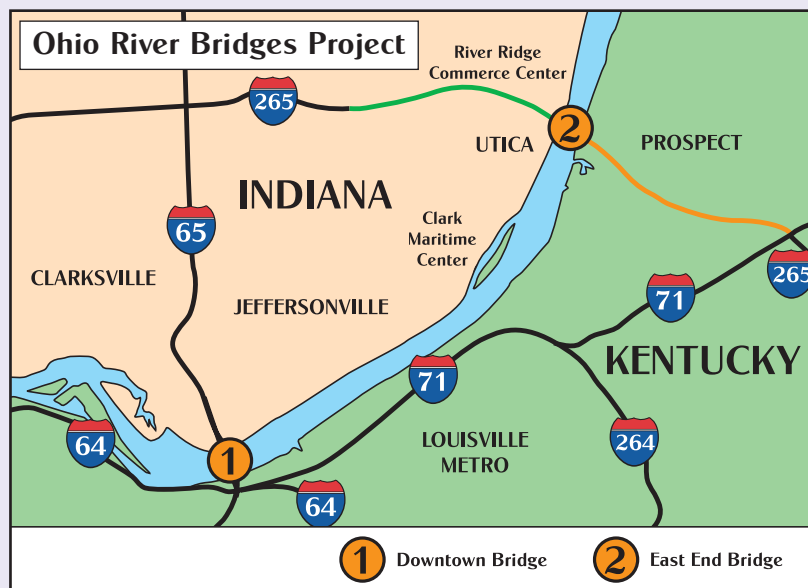 Ohio River Bridges Project
River Ridge
Commerce Center
265
2
UTICA
PROSPECT
INDIANA
65
Clark
Maritime
Center
CLARKSVILLE
265
71
JEFFERSONVILLE
KENTUCKY
71
64
1
LOUISVILLE
METRO
264
64
1 Downtown Bridge
2 East End Bridge